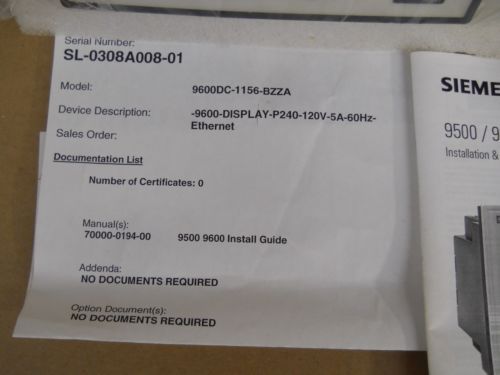 Serial Number:
SL-0308A008-01
Model: 9600DC-1156-BZZA
Device Description: -9600-DISPLAY-P240-120V-5A-60Hz-
Ethernet
Sales Order:
Documentation List
Number of Certificates: 0
Manual(s):
70000-0194-00 9500 9600 Install Guide
Addenda:
NO DOCUMENTS REQUIRED
Option Document(s):
NO DOCUMENTS REQUIRED
SIEME
9500 / 9
Installation &